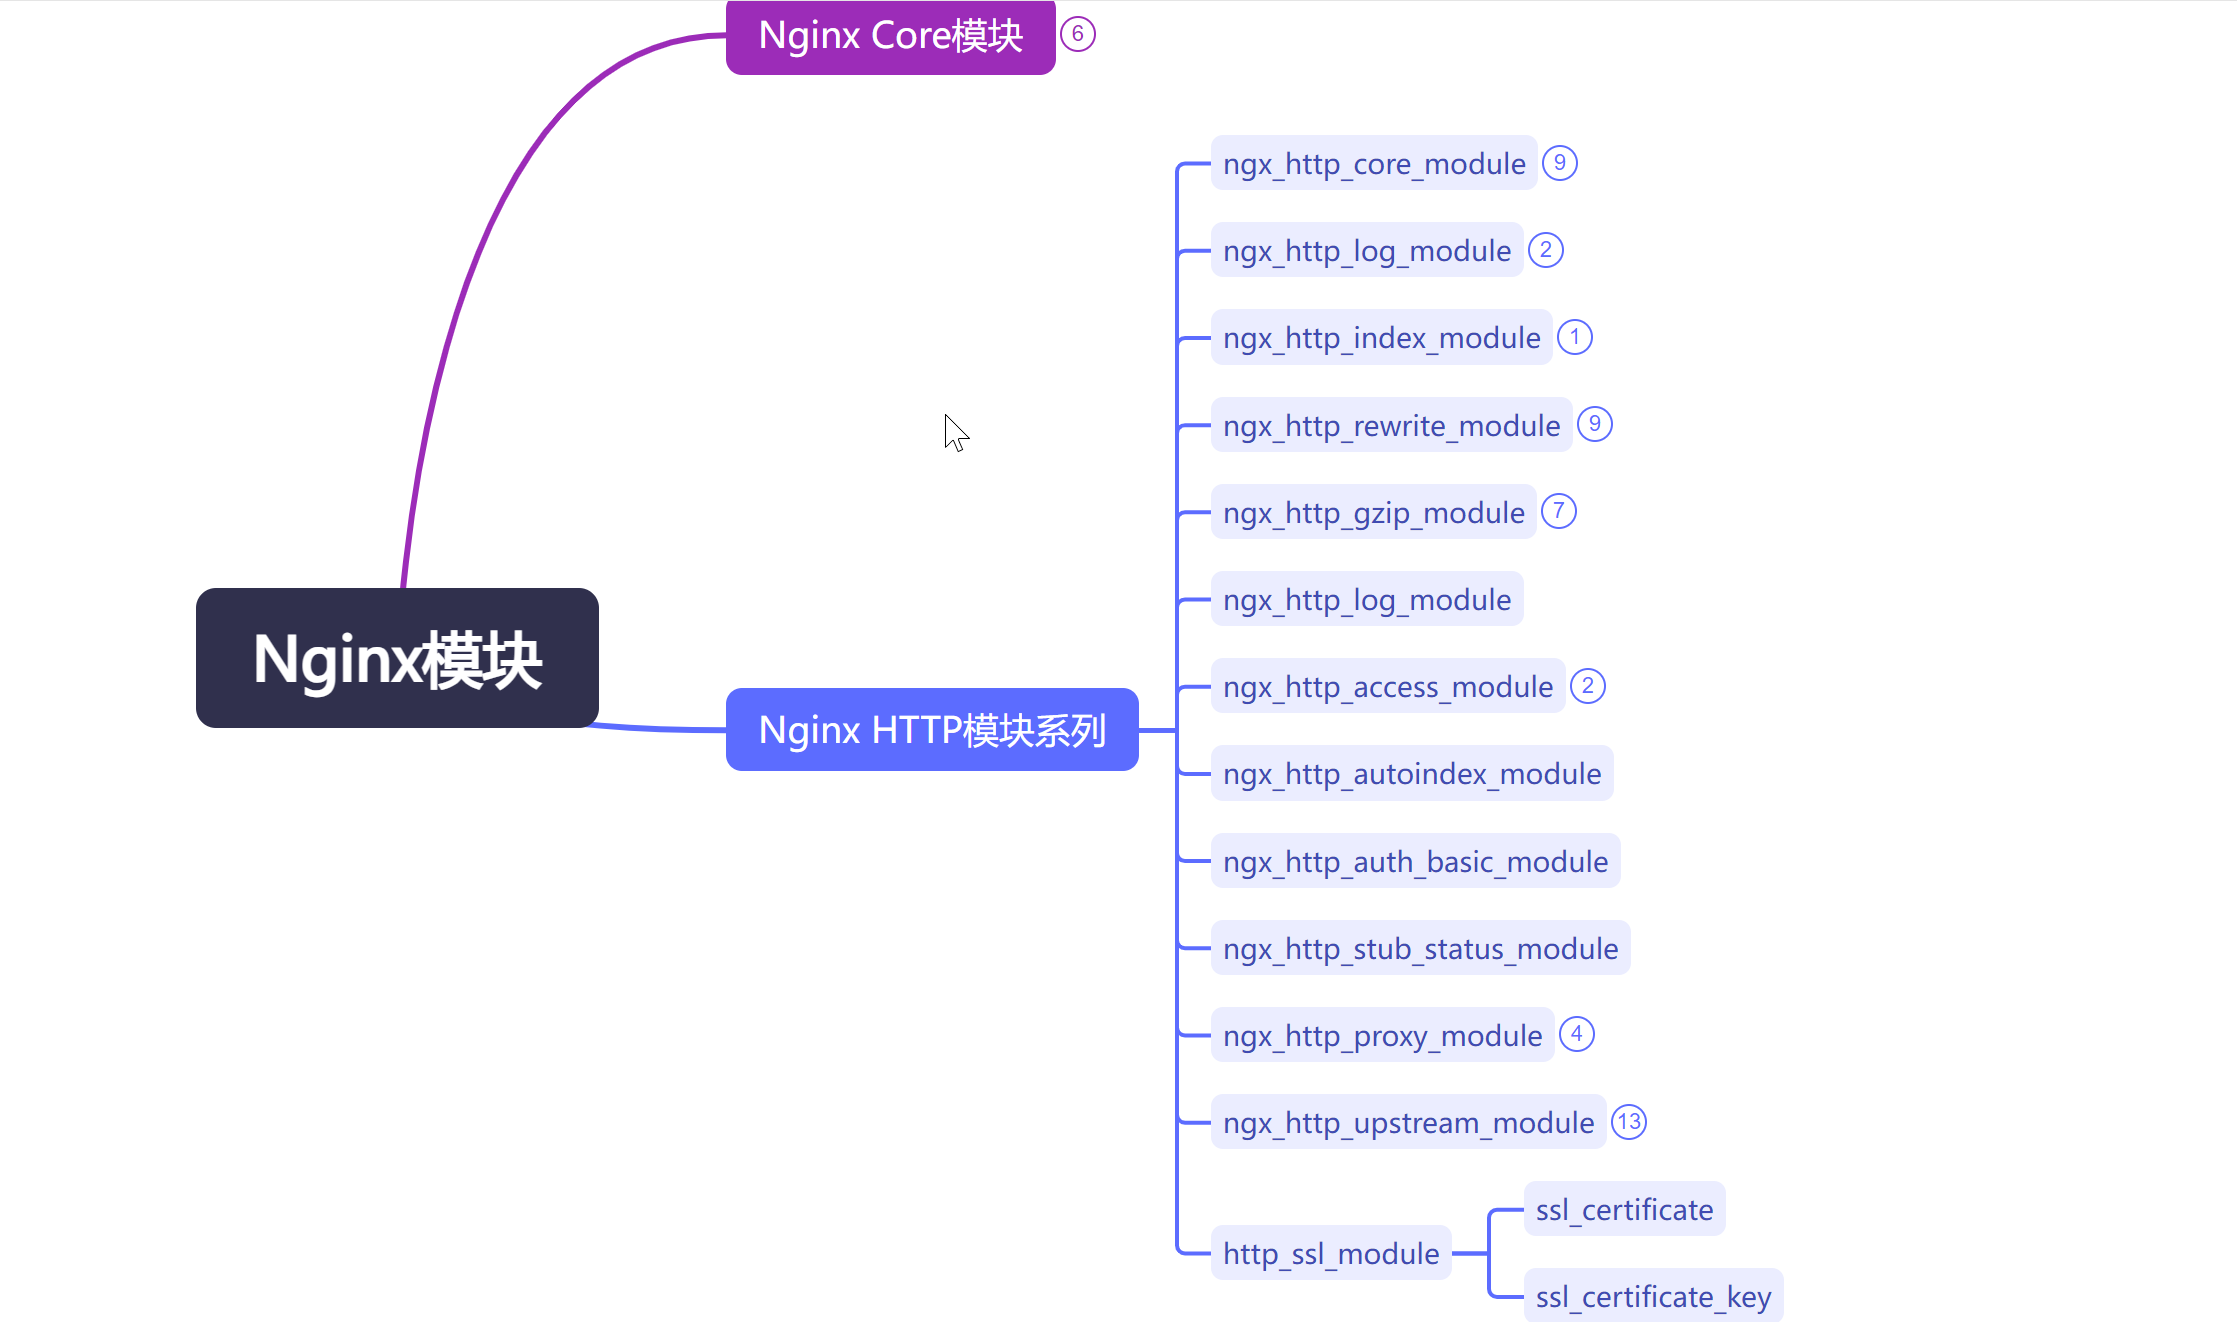 Nginx Core模块 6
ngx_http_core_module 9
ngx_http_log_module 2
ngx_http_index_module 1
ngx_http_rewrite_module 9
ngx_http_gzip_module 7
ngx_http_log_module
Nginx模块
ngx_http_access_module 2
Nginx HTTP模块系列
ngx_http_autoindex_module
ngx_http_auth_basic_module
ngx_http_stub_status_module
ngx_http_proxy_module 4
ngx_http_upstream_module 13
http_ssl_module
ssl_certificate
ssl_certificate_key